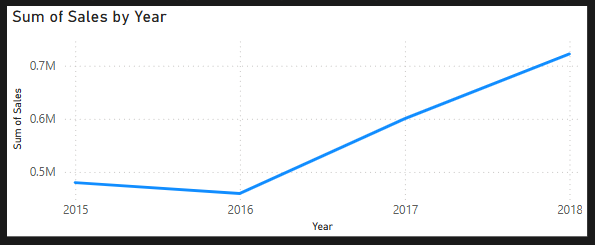 Sum of Sales by Year
Sum of Sales
0.7M
0.6M
0.5M
2015 2016 2017 2018
Year